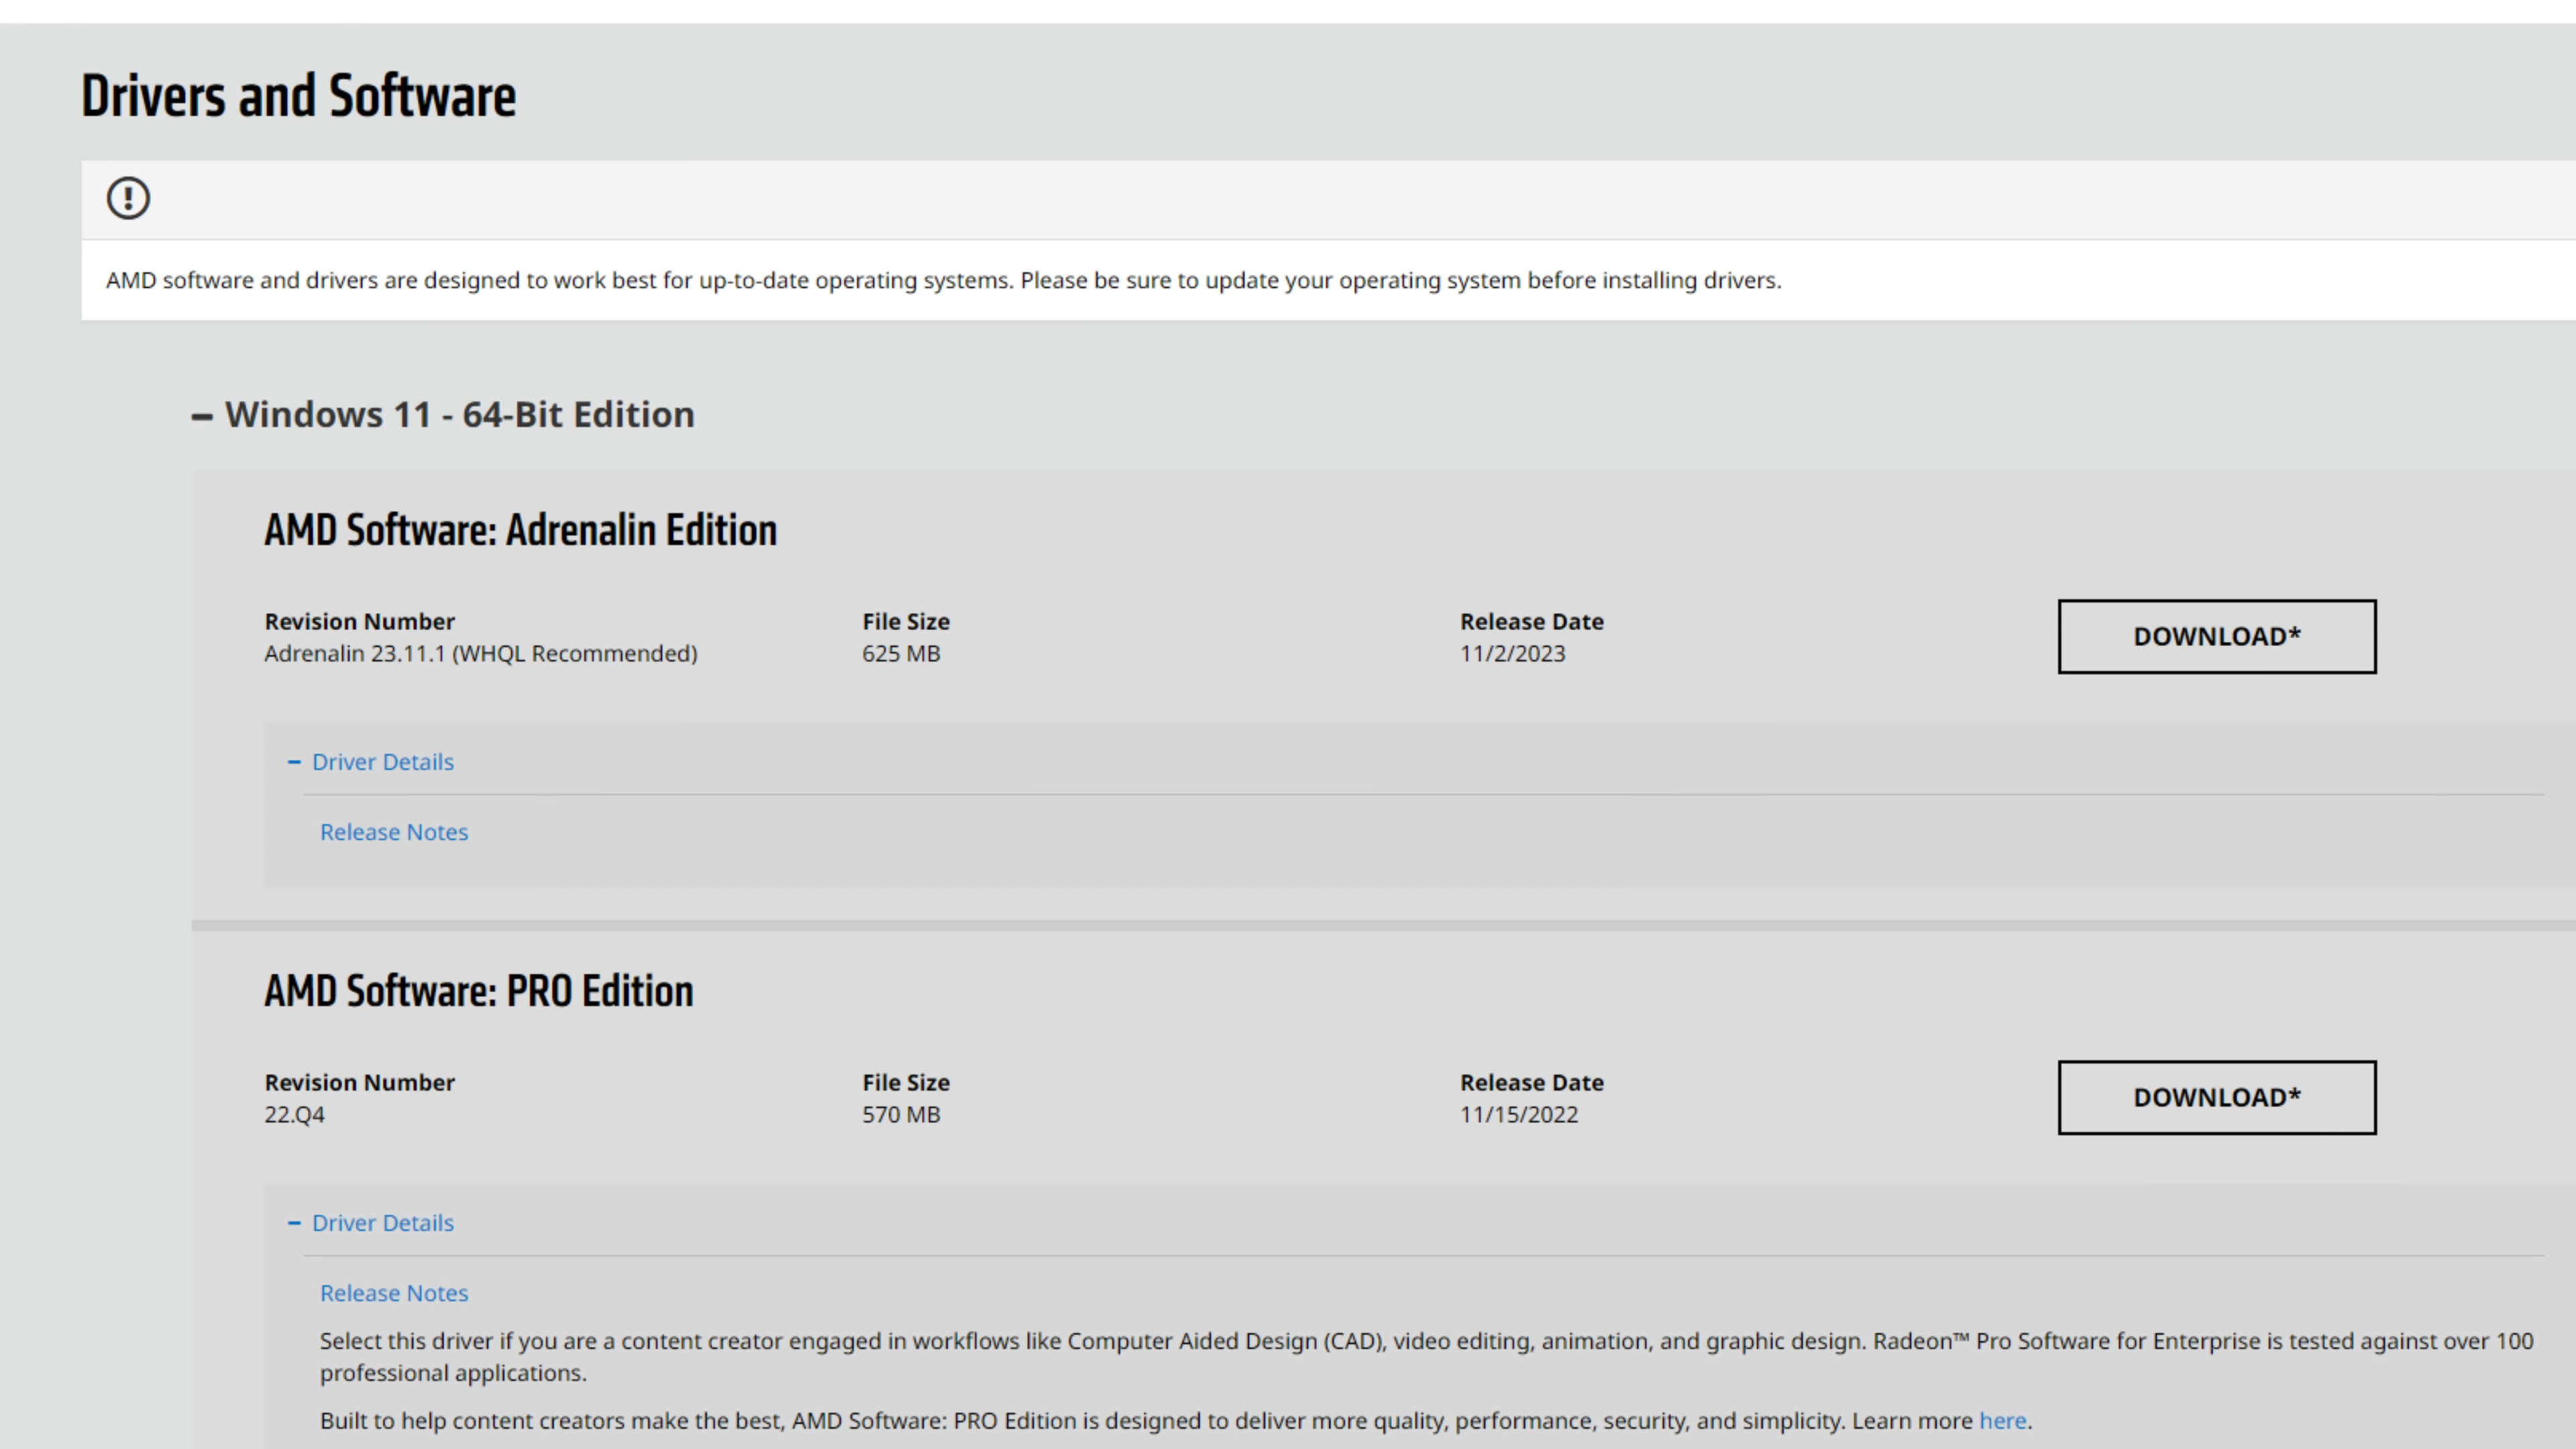 Drivers and Software
AMD software and drivers are designed to work best for up-to-date operating systems. Please be sure to update your operating system before installing drivers.
Windows 11 - 64-Bit Edition
AMD Software: Adrenalin Edition
Revision Number File Size Release Date
Adrenalin 23.11.1 (WHQL Recommended) 625 MB 11/2/2023
DOWNLOAD*
Driver Details
Release Notes
AMD Software: PRO Edition
Revision Number File Size Release Date
22.Q4 570 MB 11/15/2022
DOWNLOAD*
Driver Details
Release Notes
Select this driver if you are a content creator engaged in workflows like Computer Aided Design (CAD), video editing, animation, and graphic design. Radeon™ Pro Software for Enterprise is tested against over 100
professional applications.
Built to help content creators make the best, AMD Software: PRO Edition is designed to deliver more quality, performance, security, and simplicity. Learn more here.